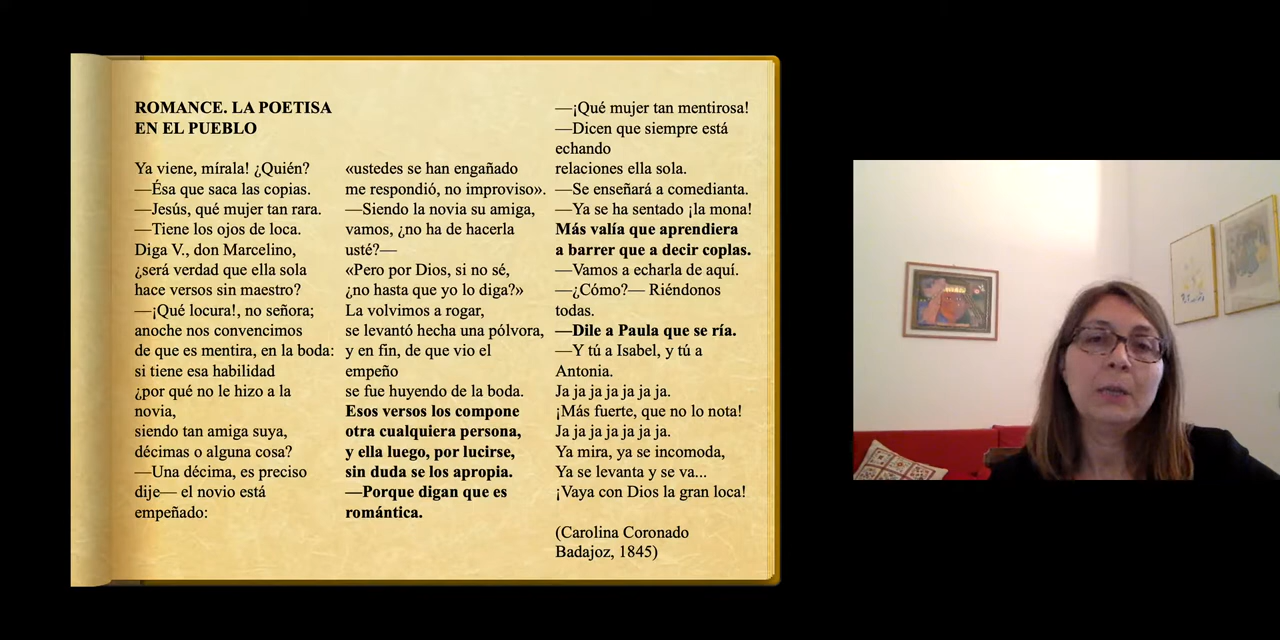 ROMANCE. LA POETISA
EN EL PUEBLO
Ya viene, mírala! ¿Quién?
—Ésa que saca las copias.
—Jesús, qué mujer tan rara.
—Tiene los ojos de loca.
Diga V., don Marcelino,
¿será verdad que ella sola
hace versos sin maestro?
—¡Qué locura!, no señora;
anoche nos convencimos
de que es mentira, en la boda:
si tiene esa habilidad
¿por qué no le hizo a la
novia,
siendo tan amiga suya,
décimas o alguna cosa?
—Una décima, es preciso
dije— el novio está
empeñado:
«ustedes se han engañado
me respondió, no improviso».
—Siendo la novia su amiga,
vamos, ¿no ha de hacerla
usté?—
«Pero por Dios, si no sé,
¿no hasta que yo lo diga?»
La volvimos a rogar,
se levantó hecha una pólvora,
y en fin, de que vio el
empeño
se fue huyendo de la boda.
Esos versos los compone
otra cualquiera persona,
y ella luego, por lucirse,
sin duda se los apropia.
—Porque digan que es
romántica.
—¡Qué mujer tan mentirosa!
—Dicen que siempre está
echando
relaciones ella sola.
—Se enseñará a comedianta.
—Ya se ha sentado ¡la mona!
Más valía que aprendiera
a barrer que a decir coplas.
—Vamos a echarla de aquí.
—¿Cómo?— Riéndonos
todas.
—Dile a Paula que se ría.
—Y tú a Isabel, y tú a
Antonia.
Ja ja ja ja ja ja ja.
¡Más fuerte, que no lo nota!
Ja ja ja ja ja ja ja.
Ya mira, ya se incomoda,
Ya se levanta y se va...
¡Vaya con Dios la gran loca!
(Carolina Coronado
Badajoz, 1845)